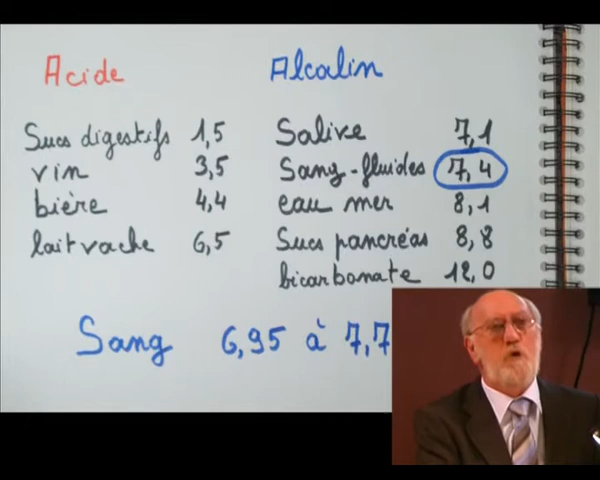 Acide Alcalin
Sucs digestifs 1,5 Salive 7,1
vin 3,5 Sang-fluides 7,4
bière 4,4 eau mer 8,1
lait vache 6,5 Sucs pancréas 8,8
bicarbonate 12,0
Sang 6,95 à 7,7